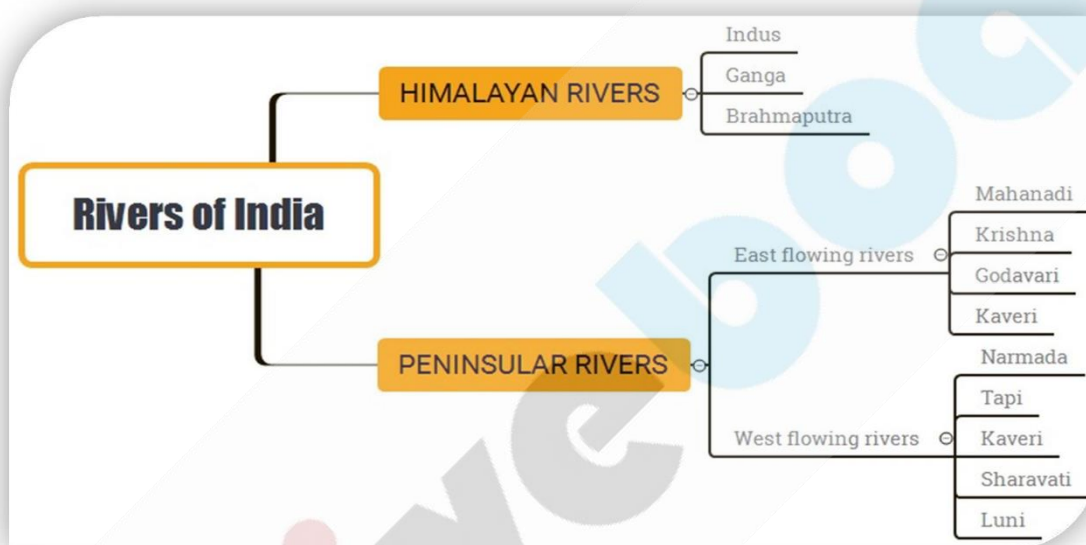 Rivers of India
HIMALAYAN RIVERS
Indus
Ganga
Brahmaputra
PENINSULAR RIVERS
East flowing rivers
Mahanadi
Krishna
Godavari
Kaveri
West flowing rivers
Narmada
Tapi
Kaveri
Sharavati
Luni